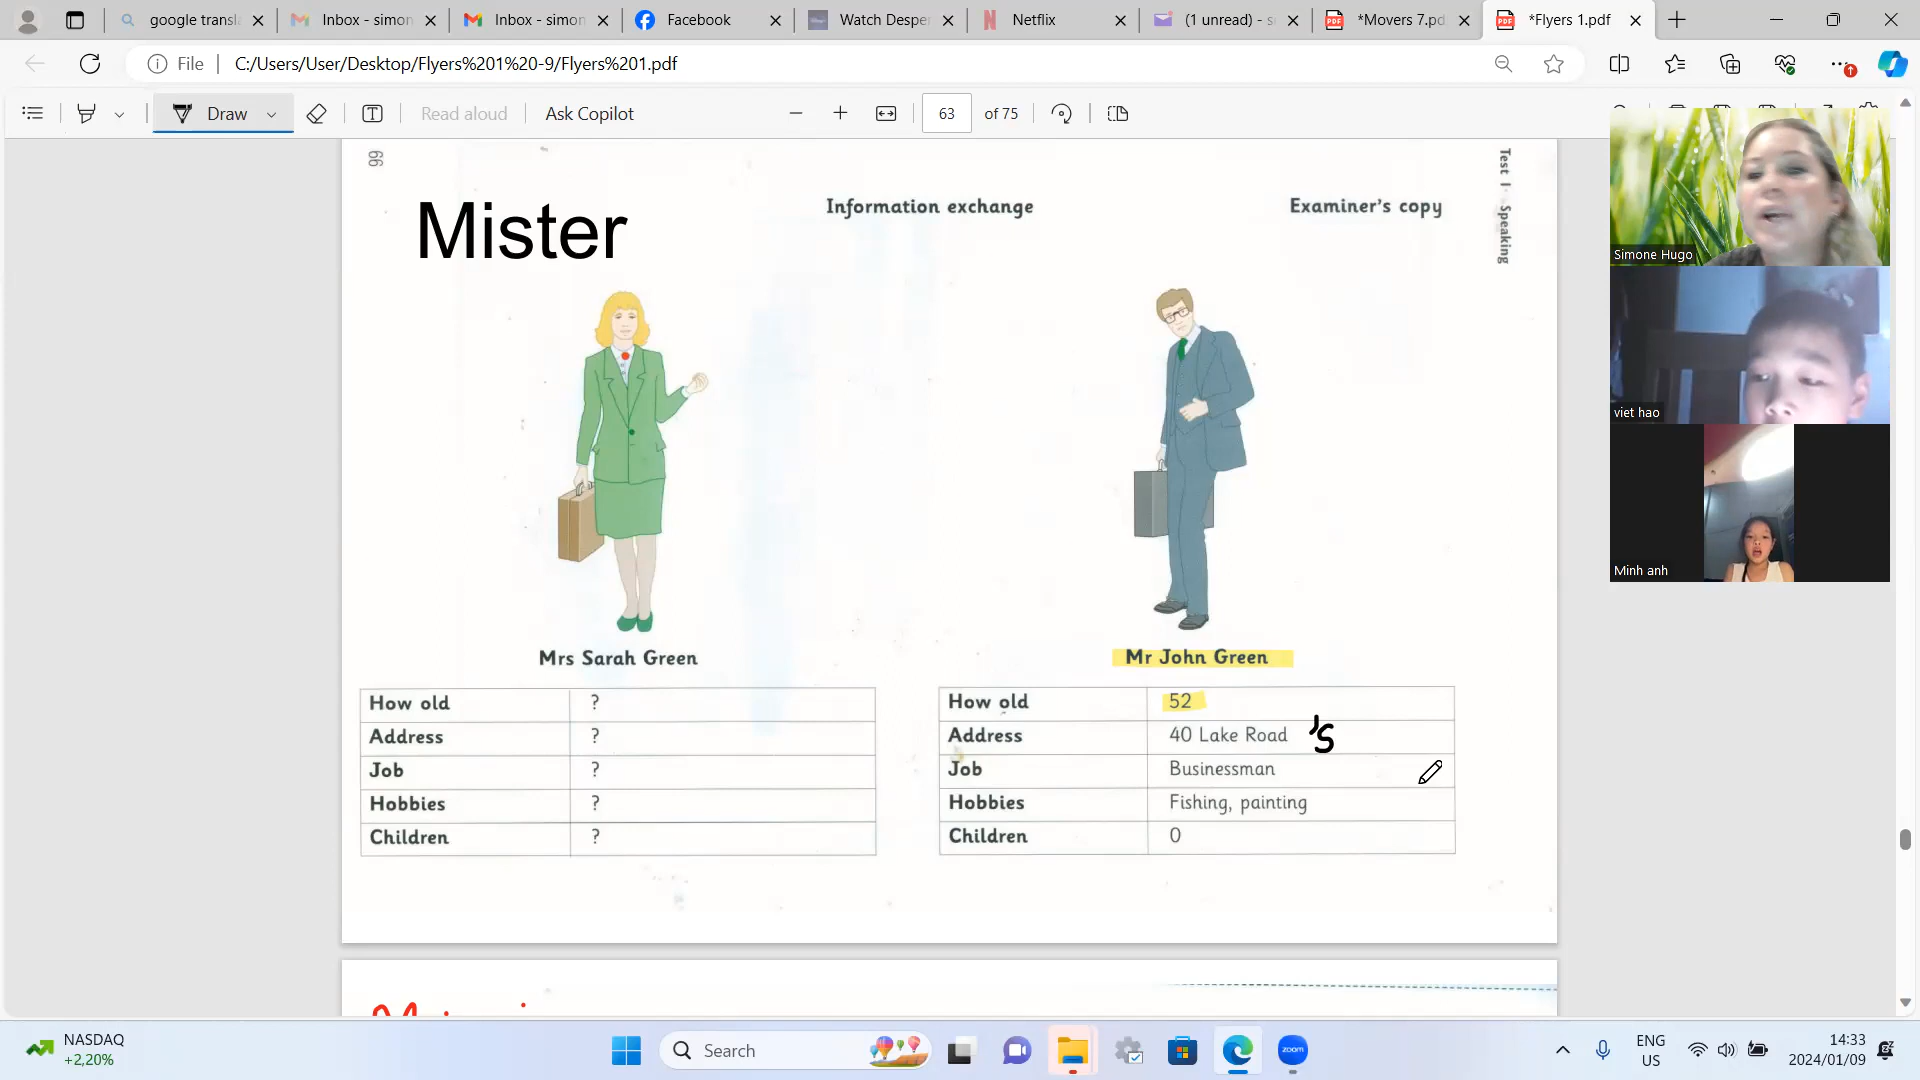 google transla
Inbox - simon
Inbox - simon
Facebook
Watch Desper
Netflix
(1 unread) - s
*Movers 7.pd
*Flyers 1.pdf
File
C:/Users/User/Desktop/Flyers%201%20-9/Flyers%201.pdf
Draw
Read aloud
Ask Copilot
63 of 75
66
Test 1 Speaking
Mister
Information exchange
Examiner's copy
Simone Hugo
viet hao
Minh anh
Mrs Sarah Green
How old ?
Address ?
Job ?
Hobbies ?
Children ?
Mr John Green
How old 52
Address 40 Lake Road 's
Job Businessman
Hobbies Fishing, painting
Children 0
NASDAQ
+2,20%
Search
zoom
ENG
US
14:33
2024/01/09